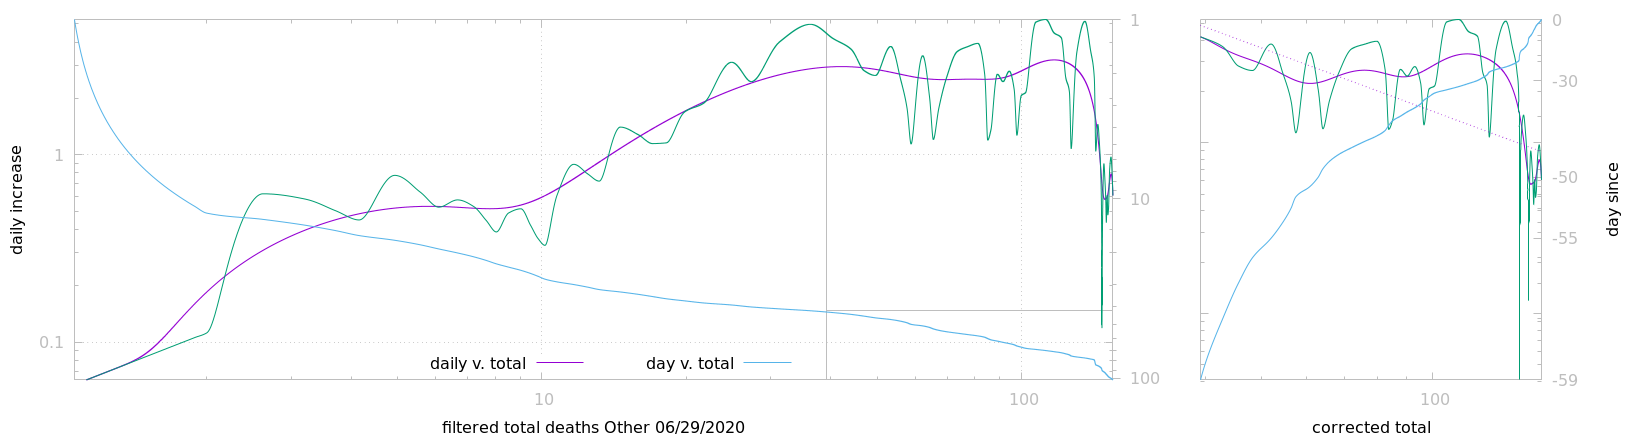 daily increase
1
0.1
daily v. total
day v. total
10
100
filtered total deaths Other 06/29/2020
1
10
100
100
corrected total
0
-30
-50
-55
-59
day since